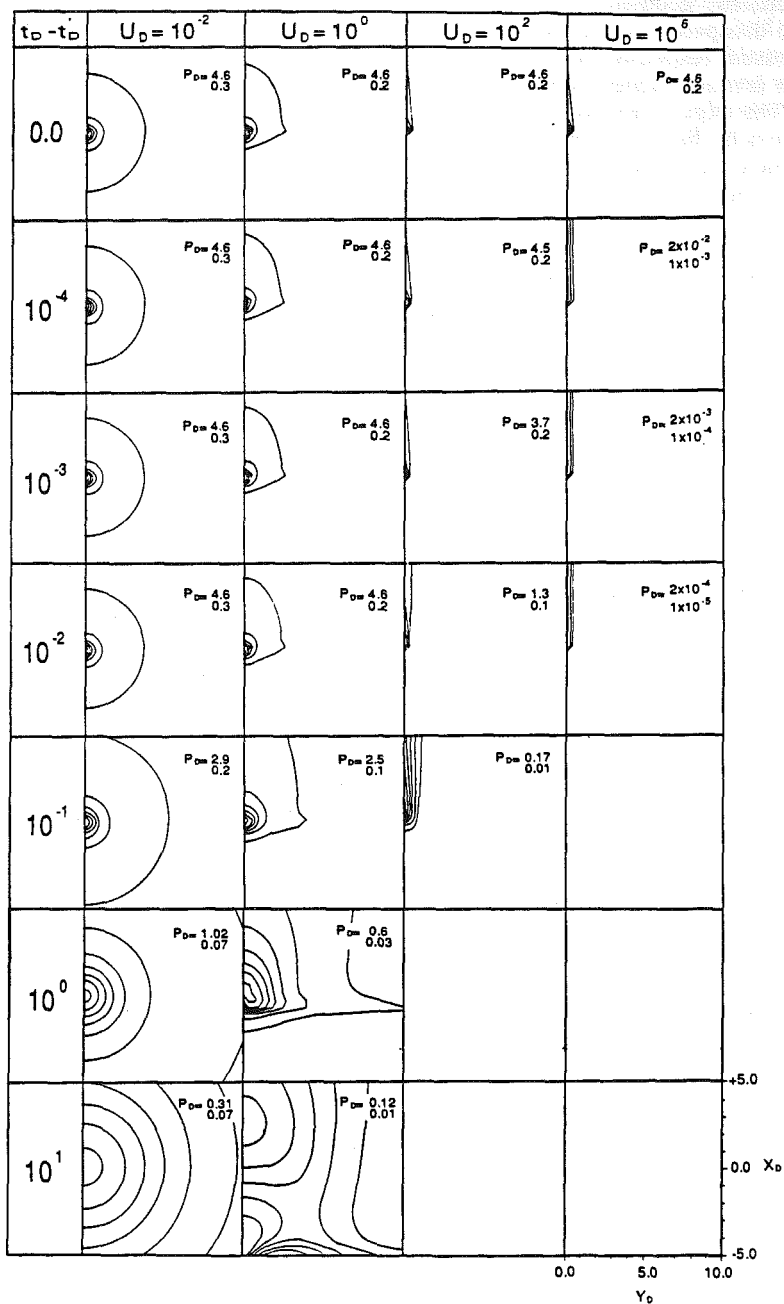 t_D - t'_D U_D = 10^-2 U_D = 10^0 U_D = 10^2 U_D = 10^6
0.0 P_D= 4.6 P_D= 4.6 P_D= 4.6 P_D= 4.6
0.3 0.2 0.2 0.2
10^-4 P_D= 4.6 P_D= 4.6 P_D= 4.5 P_D= 2x10^-2
0.3 0.2 0.2 1x10^-3
10^-3 P_D= 4.6 P_D= 4.6 P_D= 3.7 P_D= 2x10^-3
0.3 0.2 0.2 1x10^-4
10^-2 P_D= 4.6 P_D= 4.6 P_D= 1.3 P_D= 2x10^-4
0.3 0.2 0.1 1x10^-5
10^-1 P_D= 2.9 P_D= 2.5 P_D= 0.17
0.2 0.1 0.01
10^0 P_D= 1.02 P_D= 0.6
0.07 0.03
10^1 P_D= 0.31 P_D= 0.12
0.07 0.01
+5.0
0.0 X_D
-5.0
0.0 5.0 10.0
Y_D